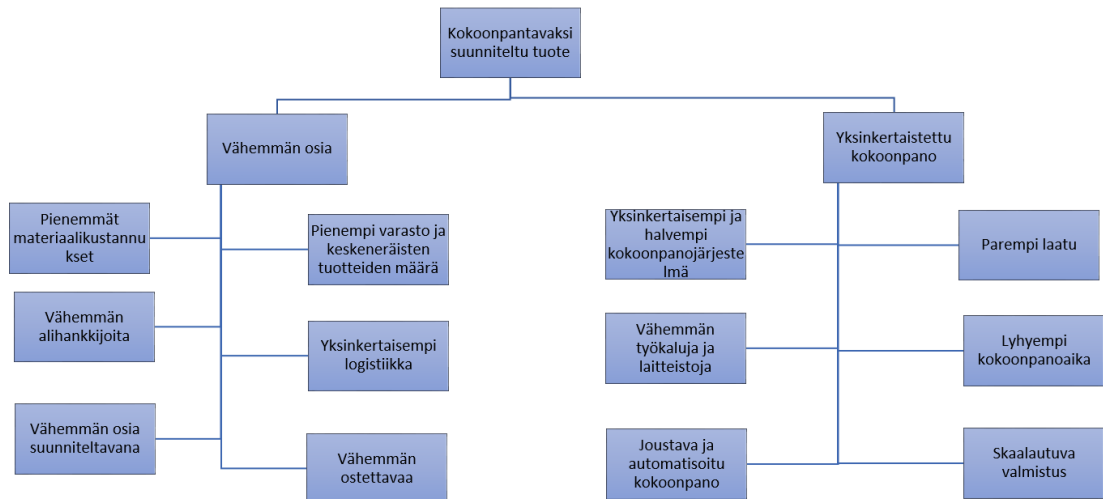 Kokoonpantavaksi
suunniteltu tuote
Vähemmän osia
Pienemmät
materiaalikustannu
kset
Pienempi varasto ja
keskeneräisten
tuotteiden määrä
Vähemmän
alihankkijoita
Yksinkertaisempi
logistiikka
Vähemmän osia
suunniteltavana
Vähemmän
ostettavaa
Yksinkertaistettu
kokoonpano
Yksinkertaisempi ja
halvempi
kokoonpanojärjeste
lmä
Parempi laatu
Vähemmän
työkaluja ja
laitteistoja
Lyhyempi
kokoonpanoaika
Joustava ja
automatisoitu
kokoonpano
Skaalautuva
valmistus